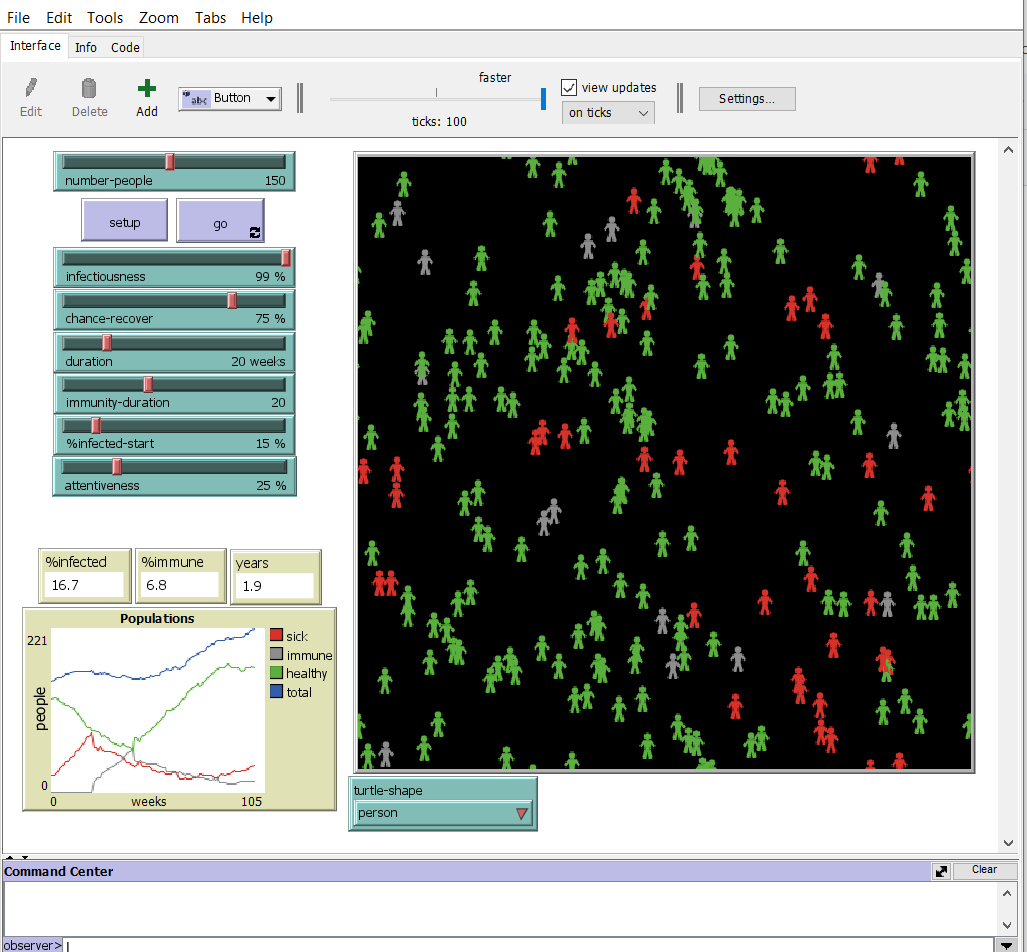 File Edit Tools Zoom Tabs Help
Interface Info Code
Edit Delete Add abc Button faster ticks: 100 view updates on ticks Settings...
number-people 150
setup go
infectiousness 99 %
chance-recover 75 %
duration 20 weeks
immunity-duration 20
%infected-start 15 %
attentiveness 25 %
%infected %immune years
16.7 6.8 1.9
Populations
221
people
0
0 weeks 105
sick
immune
healthy
total
turtle-shape
person
Command Center Clear
observer>